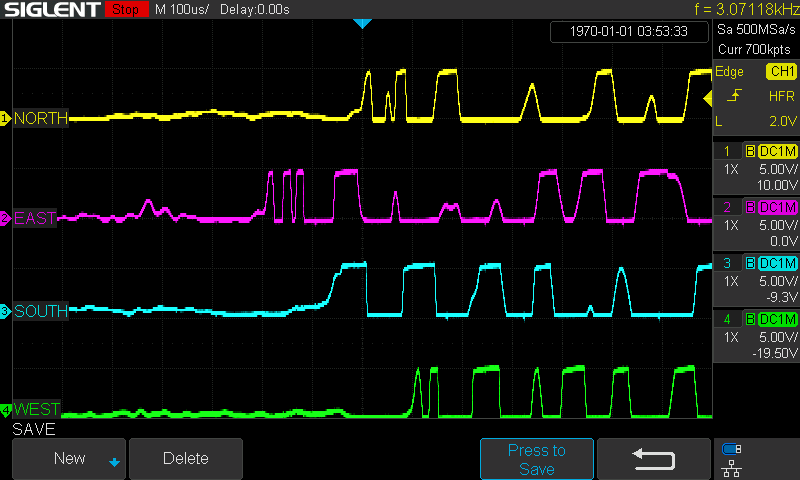 SIGLENT Stop M 100us/ Delay:0.00s f = 3.07118kHz
Sa 500MSa/s
1970-01-01 03:53:33
Curr 700kpts
Edge CH1
HFR
L 2.0V
1 NORTH
1 B DC1M
1X 5.00V/
10.00V
2 EAST
2 B DC1M
1X 5.00V/
0.0V
3 SOUTH
3 B DC1M
1X 5.00V/
-9.3V
4 WEST
4 B DC1M
1X 5.00V/
-19.50V
SAVE
New Delete Press to
Save